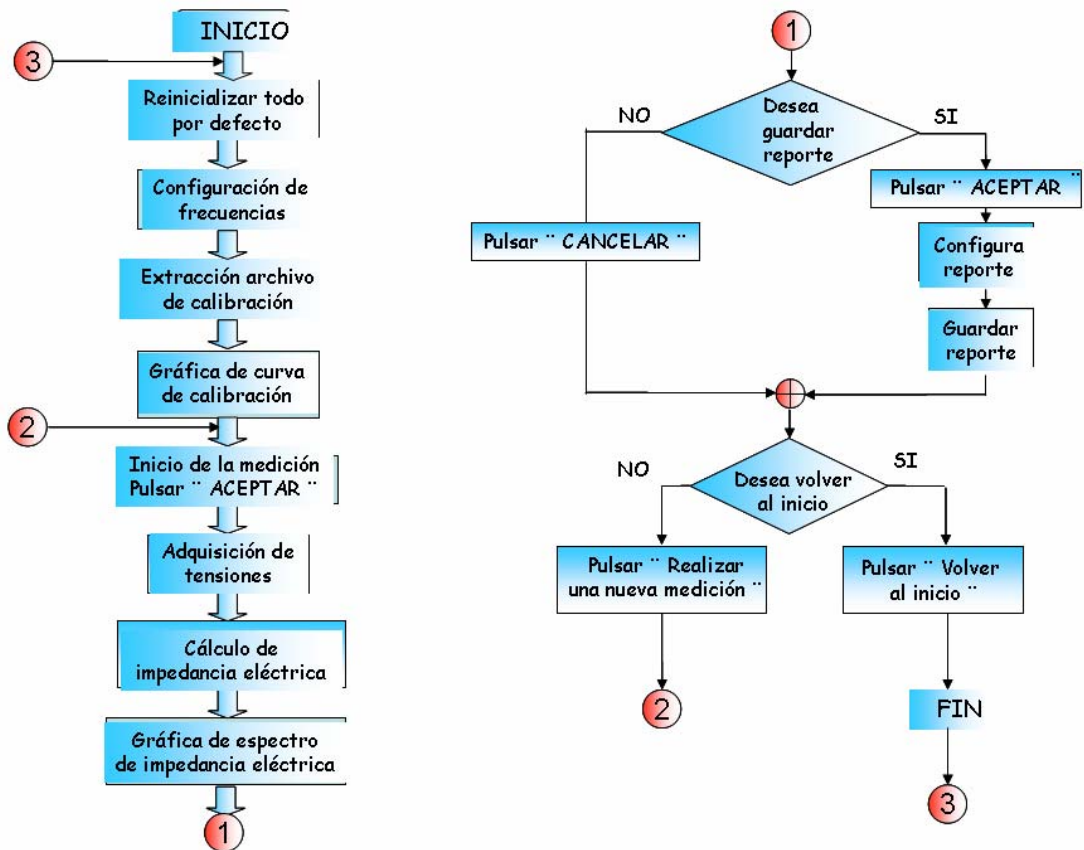 INICIO
3
Reinicializar todo
por defecto
Configuración de
frecuencias
Extracción archivo
de calibración
Gráfica de curva
de calibración
2
Inicio de la medición
Pulsar ¨ ACEPTAR ¨
Adquisición de
tensiones
Cálculo de
impedancia eléctrica
Gráfica de espectro
de impedancia eléctrica
1
1
Desea
guardar
reporte
NO
SI
Pulsar ¨ CANCELAR ¨
Pulsar ¨ ACEPTAR ¨
Configura
reporte
Guardar
reporte
Desea volver
al inicio
NO
SI
Pulsar ¨ Realizar
una nueva medición ¨
Pulsar ¨ Volver
al inicio ¨
2
FIN
3